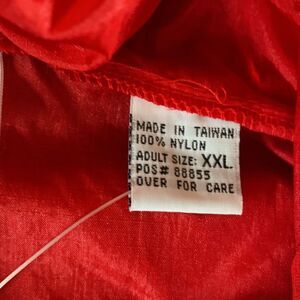 MADE IN TAIWAN
100% NYLON
ADULT SIZE: XXL
POS# 88855
OVER FOR CARE